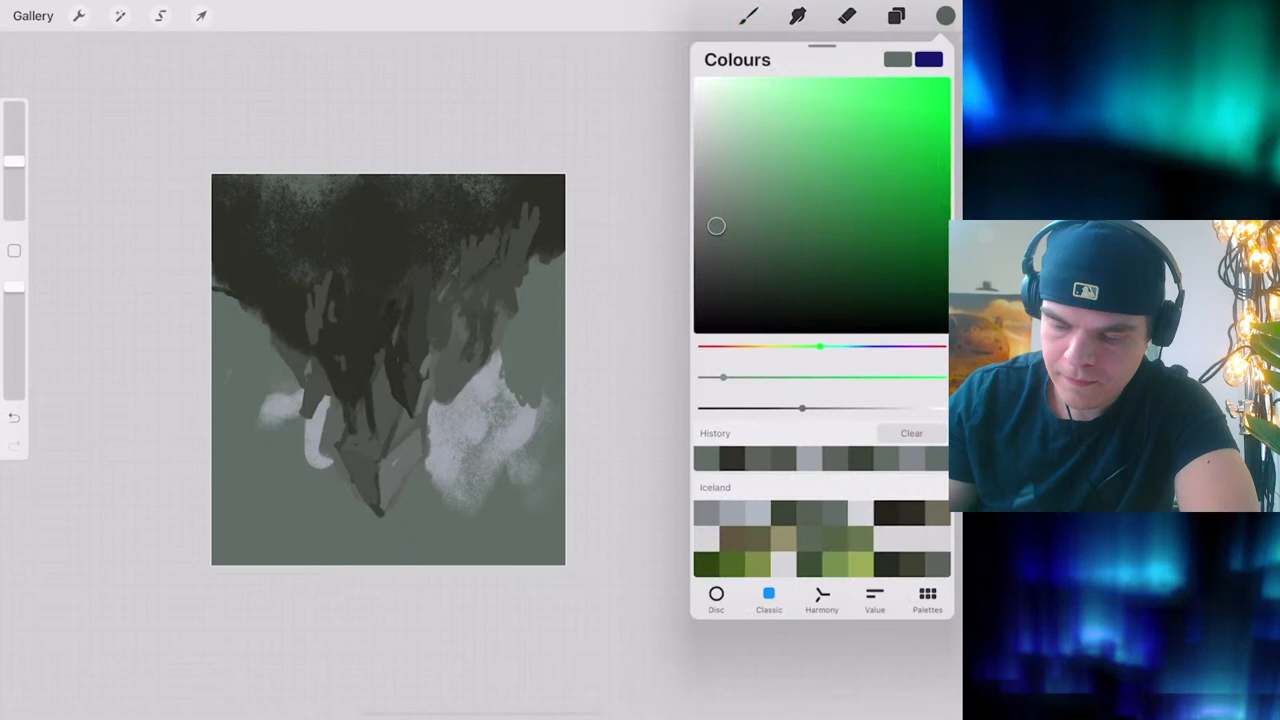 Gallery
Colours
History
Clear
Iceland
Disc
Classic
Harmony
Value
Palettes